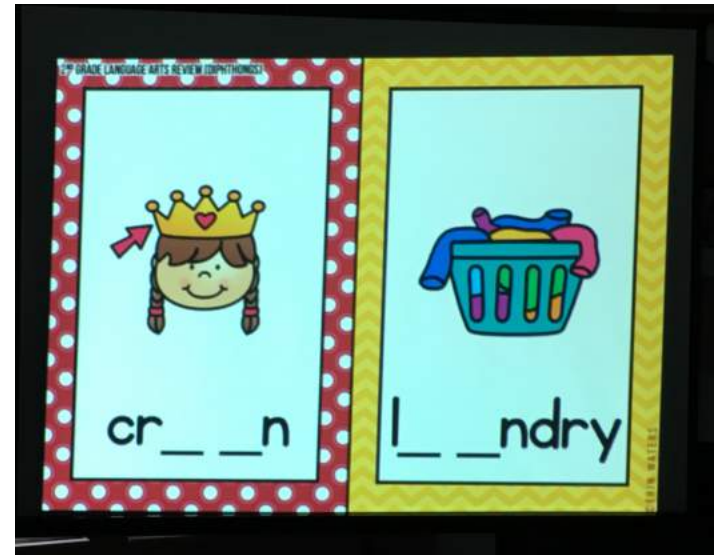 2ND GRADE LANGUAGE ARTS REVIEW (DIPHTHONGS)
cr_ _n
l_ _ndry
©ERIN WATERS